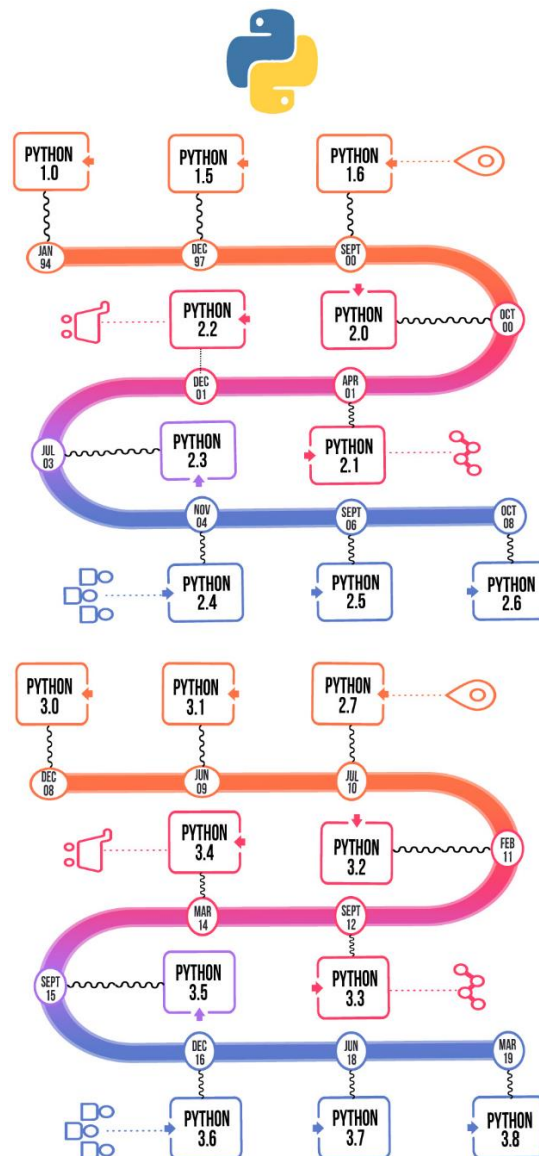 PYTHON
1.0
PYTHON
1.5
PYTHON
1.6
JAN
94
DEC
97
SEPT
00
PYTHON
2.2
PYTHON
2.0
OCT
00
DEC
01
APR
01
JUL
03
PYTHON
2.3
PYTHON
2.1
NOV
04
SEPT
06
OCT
08
PYTHON
2.4
PYTHON
2.5
PYTHON
2.6
PYTHON
3.0
PYTHON
3.1
PYTHON
2.7
DEC
08
JUN
09
JUL
10
PYTHON
3.4
PYTHON
3.2
FEB
11
MAR
14
SEPT
12
SEPT
15
PYTHON
3.5
PYTHON
3.3
DEC
16
JUN
18
MAR
19
PYTHON
3.6
PYTHON
3.7
PYTHON
3.8